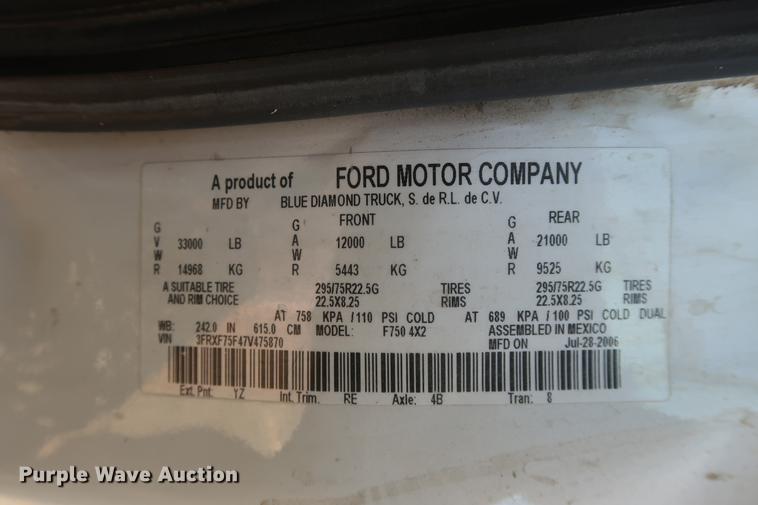 A product of FORD MOTOR COMPANY
MFD BY BLUE DIAMOND TRUCK, S. de R.L. de C.V.
G G FRONT G REAR
V 33000 LB A 12000 LB A 21000 LB
W W W
R 14968 KG R 5443 KG R 9525 KG
A SUITABLE TIRE 295/75R22.5G TIRES 295/75R22.5G TIRES
AND RIM CHOICE 22.5X8.25 RIMS 22.5X8.25 RIMS
AT 758 KPA /110 PSI COLD AT 689 KPA /100 PSI COLD DUAL
WB: 242.0 IN 615.0 CM MODEL: F750 4X2 ASSEMBLED IN MEXICO
VIN 3FRXF75F47V475870 MFD ON Jul-28-2006
Ext. Pnt: YZ Int. Trim. RE Axle: 4B Tran: 8
Purple Wave Auction